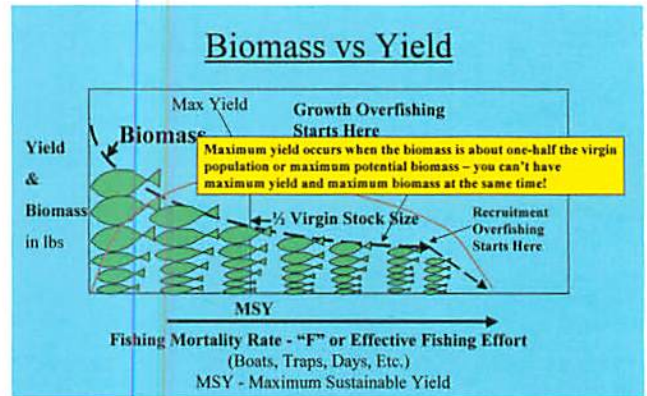 Biomass vs Yield
Max Yield
Growth Overfishing
Starts Here
Biomass
Yield
&
Biomass
in lbs
Maximum yield occurs when the biomass is about one-half the virgin
population or maximum potential biomass – you can't have
maximum yield and maximum biomass at the same time!
½ Virgin Stock Size
Recruitment
Overfishing
Starts Here
MSY
Fishing Mortality Rate - "F" or Effective Fishing Effort
(Boats, Traps, Days, Etc.)
MSY - Maximum Sustainable Yield